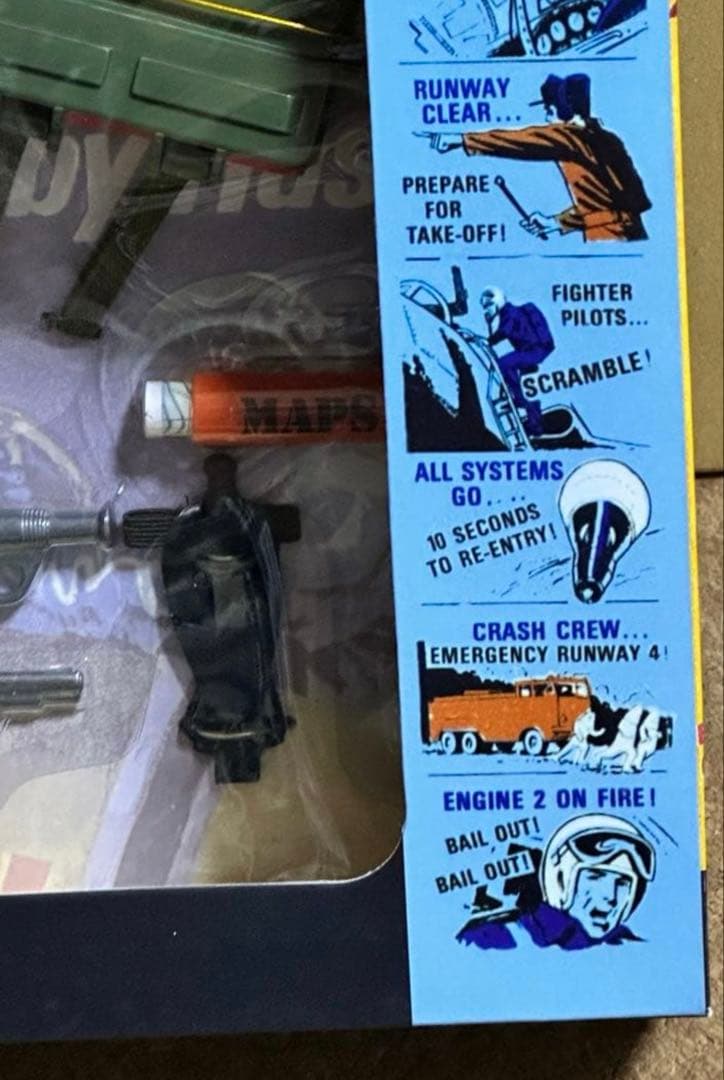 by
MAPS
RUNWAY
CLEAR...
PREPARE
FOR
TAKE-OFF!
FIGHTER
PILOTS...
SCRAMBLE!
ALL SYSTEMS
GO....
10 SECONDS
TO RE-ENTRY!
CRASH CREW...
EMERGENCY RUNWAY 4!
ENGINE 2 ON FIRE!
BAIL OUT!
BAIL OUT!